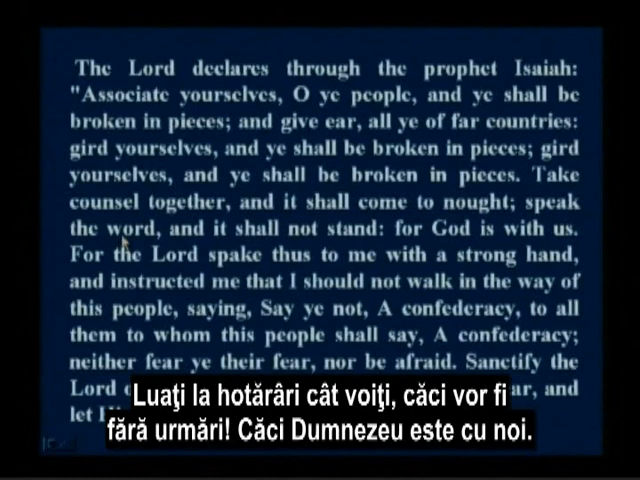 The Lord declares through the prophet Isaiah:
"Associate yourselves, O ye people, and ye shall be
broken in pieces; and give ear, all ye of far countries:
gird yourselves, and ye shall be broken in pieces; gird
yourselves, and ye shall be broken in pieces. Take
counsel together, and it shall come to nought; speak
the word, and it shall not stand: for God is with us.
For the Lord spake thus to me with a strong hand,
and instructed me that I should not walk in the way of
this people, saying, Say ye not, A confederacy, to all
them to whom this people shall say, A confederacy;
neither fear ye their fear, nor be afraid. Sanctify the
Lord and
let
Luaţi la hotărâri cât voiţi, căci vor fi
fără urmări! Căci Dumnezeu este cu noi.